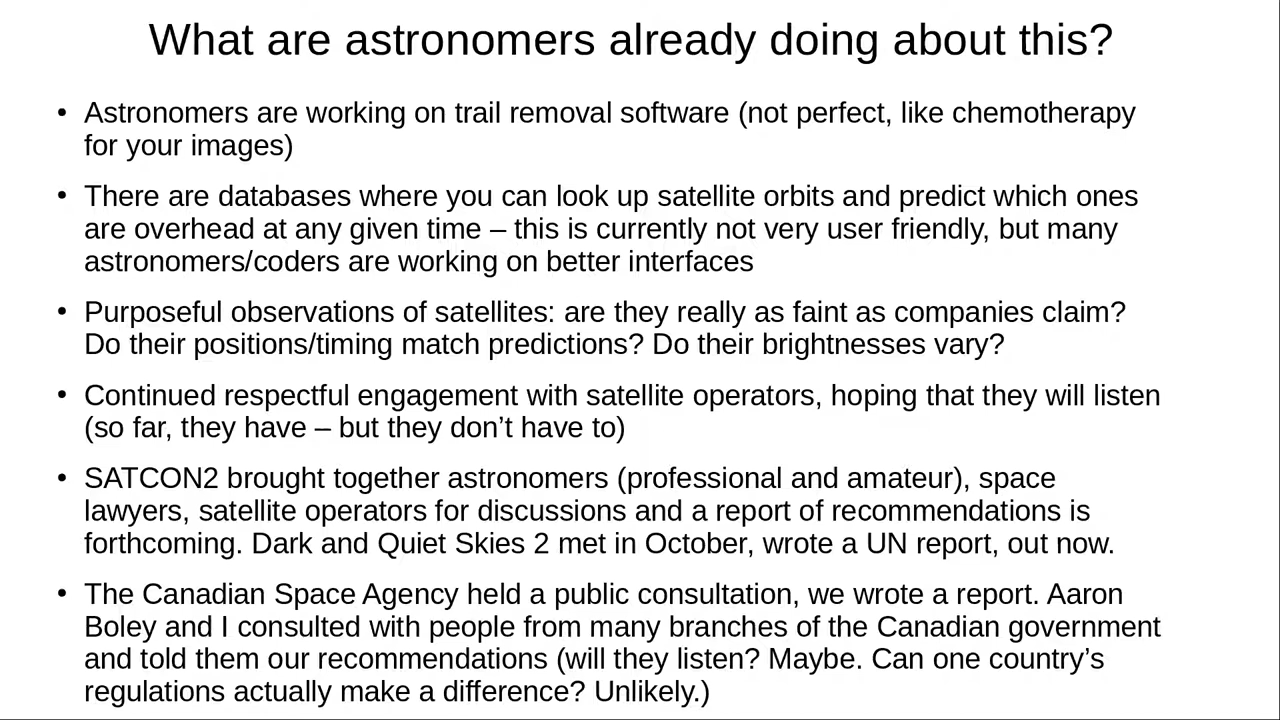 What are astronomers already doing about this?
• Astronomers are working on trail removal software (not perfect, like chemotherapy
for your images)
• There are databases where you can look up satellite orbits and predict which ones
are overhead at any given time – this is currently not very user friendly, but many
astronomers/coders are working on better interfaces
• Purposeful observations of satellites: are they really as faint as companies claim?
Do their positions/timing match predictions? Do their brightnesses vary?
• Continued respectful engagement with satellite operators, hoping that they will listen
(so far, they have – but they don’t have to)
• SATCON2 brought together astronomers (professional and amateur), space
lawyers, satellite operators for discussions and a report of recommendations is
forthcoming. Dark and Quiet Skies 2 met in October, wrote a UN report, out now.
• The Canadian Space Agency held a public consultation, we wrote a report. Aaron
Boley and I consulted with people from many branches of the Canadian government
and told them our recommendations (will they listen? Maybe. Can one country’s
regulations actually make a difference? Unlikely.)